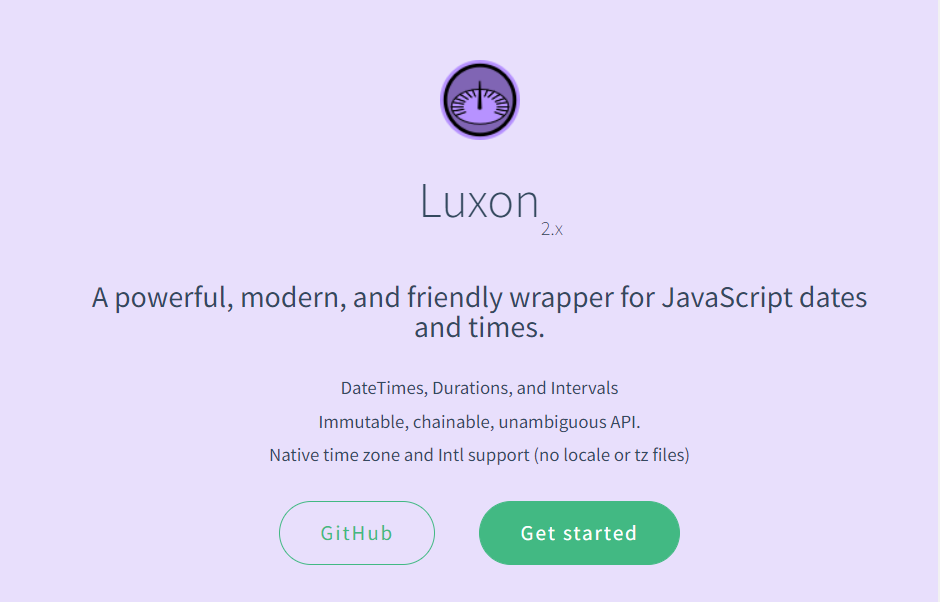 Luxon
2.x
A powerful, modern, and friendly wrapper for JavaScript dates
and times.
DateTimes, Durations, and Intervals
Immutable, chainable, unambiguous API.
Native time zone and Intl support (no locale or tz files)
GitHub
Get started